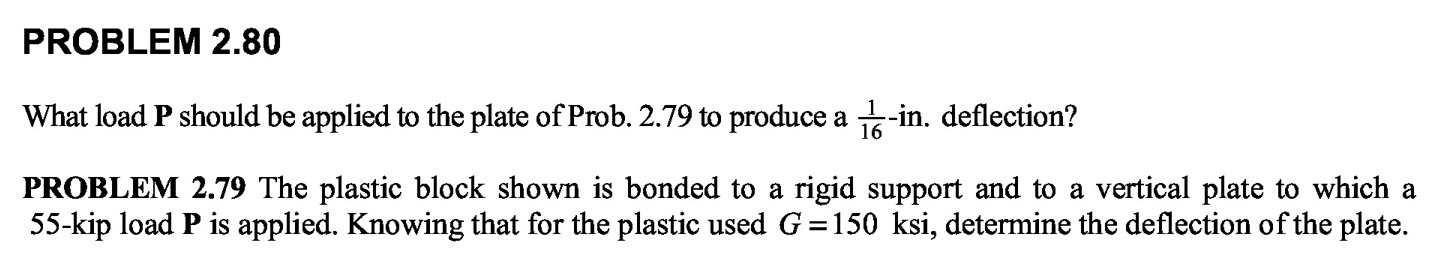 PROBLEM 2.80
What load P should be applied to the plate of Prob. 2.79 to produce a 1/16-in. deflection?
PROBLEM 2.79 The plastic block shown is bonded to a rigid support and to a vertical plate to which a
55-kip load P is applied. Knowing that for the plastic used G = 150 ksi, determine the deflection of the plate.